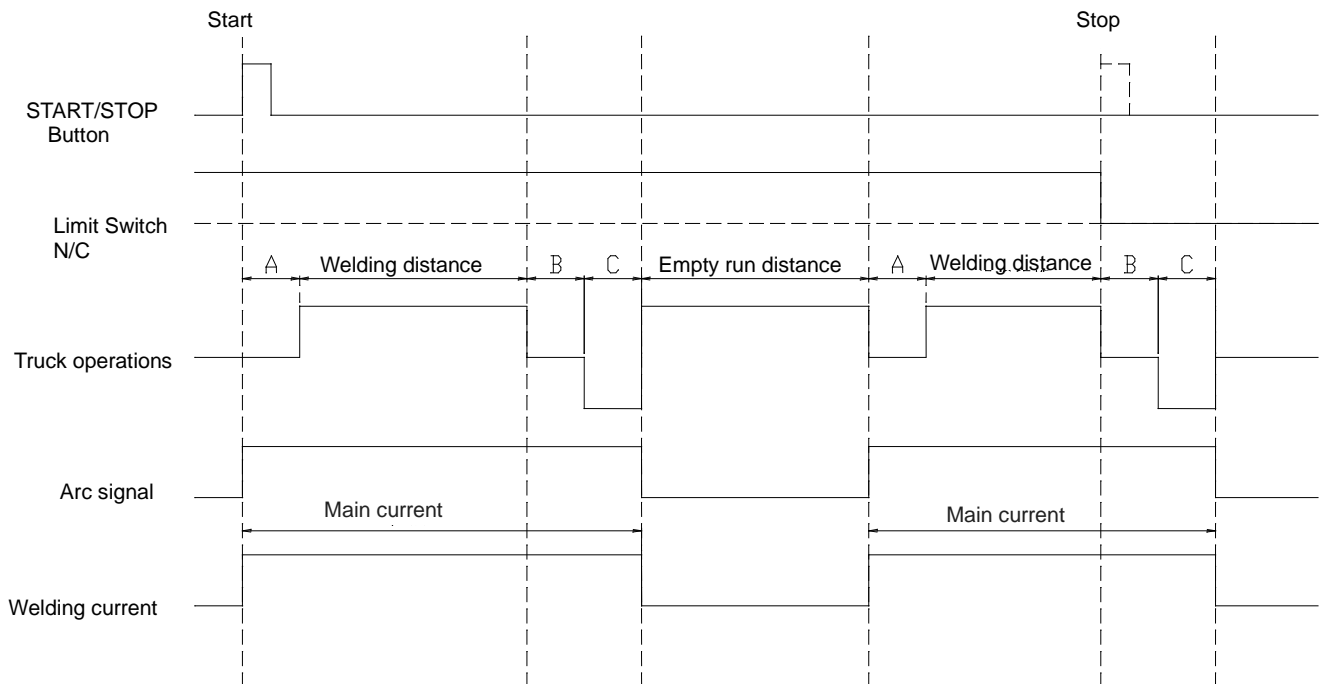 Start
Stop
START/STOP
Button
Limit Switch
N/C
A
Welding distance
B
C
Empty run distance
A
Welding distance
B
C
Truck operations
Arc signal
Main current
Main current
Welding current